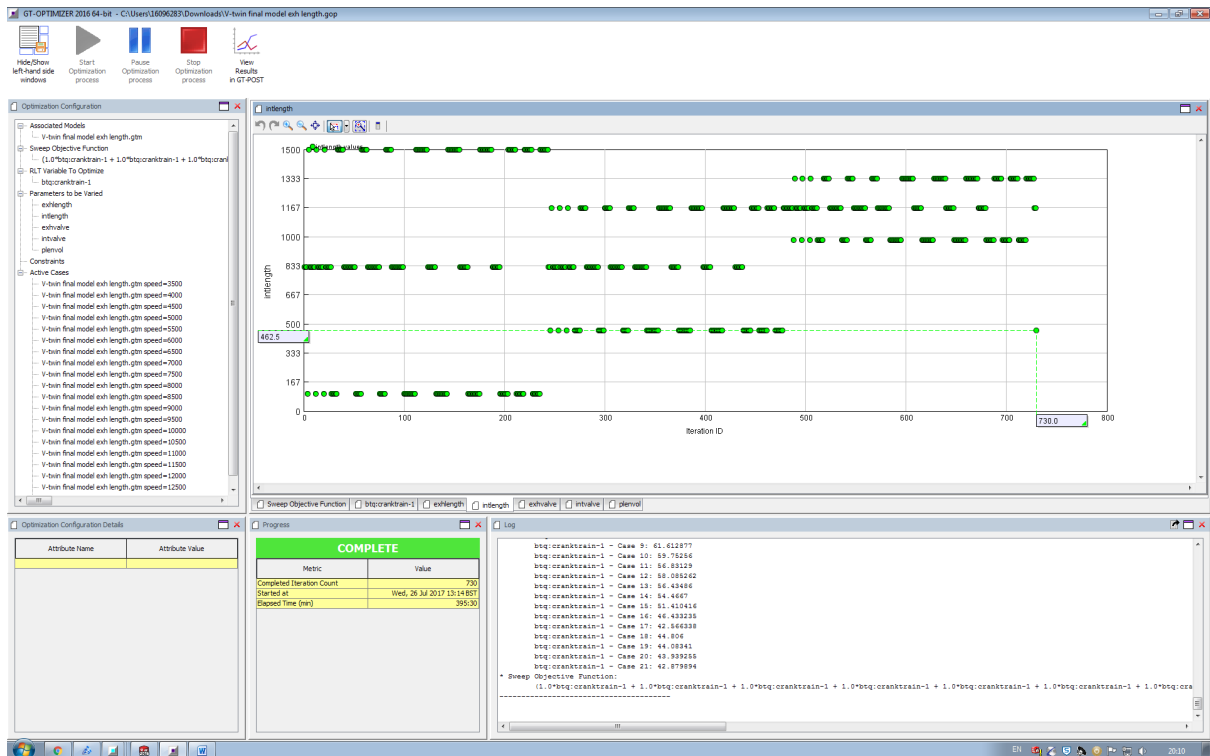 GT-OPTIMIZER 2016 64-bit - C:\Users\16096283\Downloads\V-twin final model exh length.gop
Hide/Show left-hand side windows
Start Optimization process
Pause Optimization process
Stop Optimization process
View Results in GT-POST
Optimization Configuration
Associated Models
V-twin final model exh length.gtm
Sweep Objective Function
(1.0*btq:cranktrain-1 + 1.0*btq:cranktrain-1 + 1.0*btq:crank
RLT Variable To Optimize
btq:cranktrain-1
Parameters to be Varied
exhlength
intlength
exhvalve
intvalve
plenvol
Constraints
Active Cases
V-twin final model exh length.gtm speed=3500
V-twin final model exh length.gtm speed=4000
V-twin final model exh length.gtm speed=4500
V-twin final model exh length.gtm speed=5000
V-twin final model exh length.gtm speed=5500
V-twin final model exh length.gtm speed=6000
V-twin final model exh length.gtm speed=6500
V-twin final model exh length.gtm speed=7000
V-twin final model exh length.gtm speed=7500
V-twin final model exh length.gtm speed=8000
V-twin final model exh length.gtm speed=8500
V-twin final model exh length.gtm speed=9000
V-twin final model exh length.gtm speed=9500
V-twin final model exh length.gtm speed=10000
V-twin final model exh length.gtm speed=10500
V-twin final model exh length.gtm speed=11000
V-twin final model exh length.gtm speed=11500
V-twin final model exh length.gtm speed=12000
V-twin final model exh length.gtm speed=12500
intlength
intlength values
1500
1333
1167
1000
833
667
500
462.5
333
167
0
intlength
0 100 200 300 400 500 600 700 800
730.0
Iteration ID
Sweep Objective Function btq:cranktrain-1 exhlength intlength exhvalve intvalve plenvol
Optimization Configuration Details
Attribute Name Attribute Value
Progress
COMPLETE
Metric Value
Completed Iteration Count 730
Started at Wed, 26 Jul 2017 13:14 BST
Elapsed Time (min) 395:30
Log
btq:cranktrain-1 - Case 9: 61.612877
btq:cranktrain-1 - Case 10: 59.75256
btq:cranktrain-1 - Case 11: 56.83129
btq:cranktrain-1 - Case 12: 58.085262
btq:cranktrain-1 - Case 13: 56.43486
btq:cranktrain-1 - Case 14: 54.4667
btq:cranktrain-1 - Case 15: 51.410416
btq:cranktrain-1 - Case 16: 46.433235
btq:cranktrain-1 - Case 17: 42.566338
btq:cranktrain-1 - Case 18: 44.806
btq:cranktrain-1 - Case 19: 44.08341
btq:cranktrain-1 - Case 20: 43.939255
btq:cranktrain-1 - Case 21: 42.879894
* Sweep Objective Function:
(1.0*btq:cranktrain-1 + 1.0*btq:cranktrain-1 + 1.0*btq:cranktrain-1 + 1.0*btq:cranktrain-1 + 1.0*btq:cranktrain-1 + 1.0*btq:cranktrain-1 + 1.0*btq:cra
EN 20:10